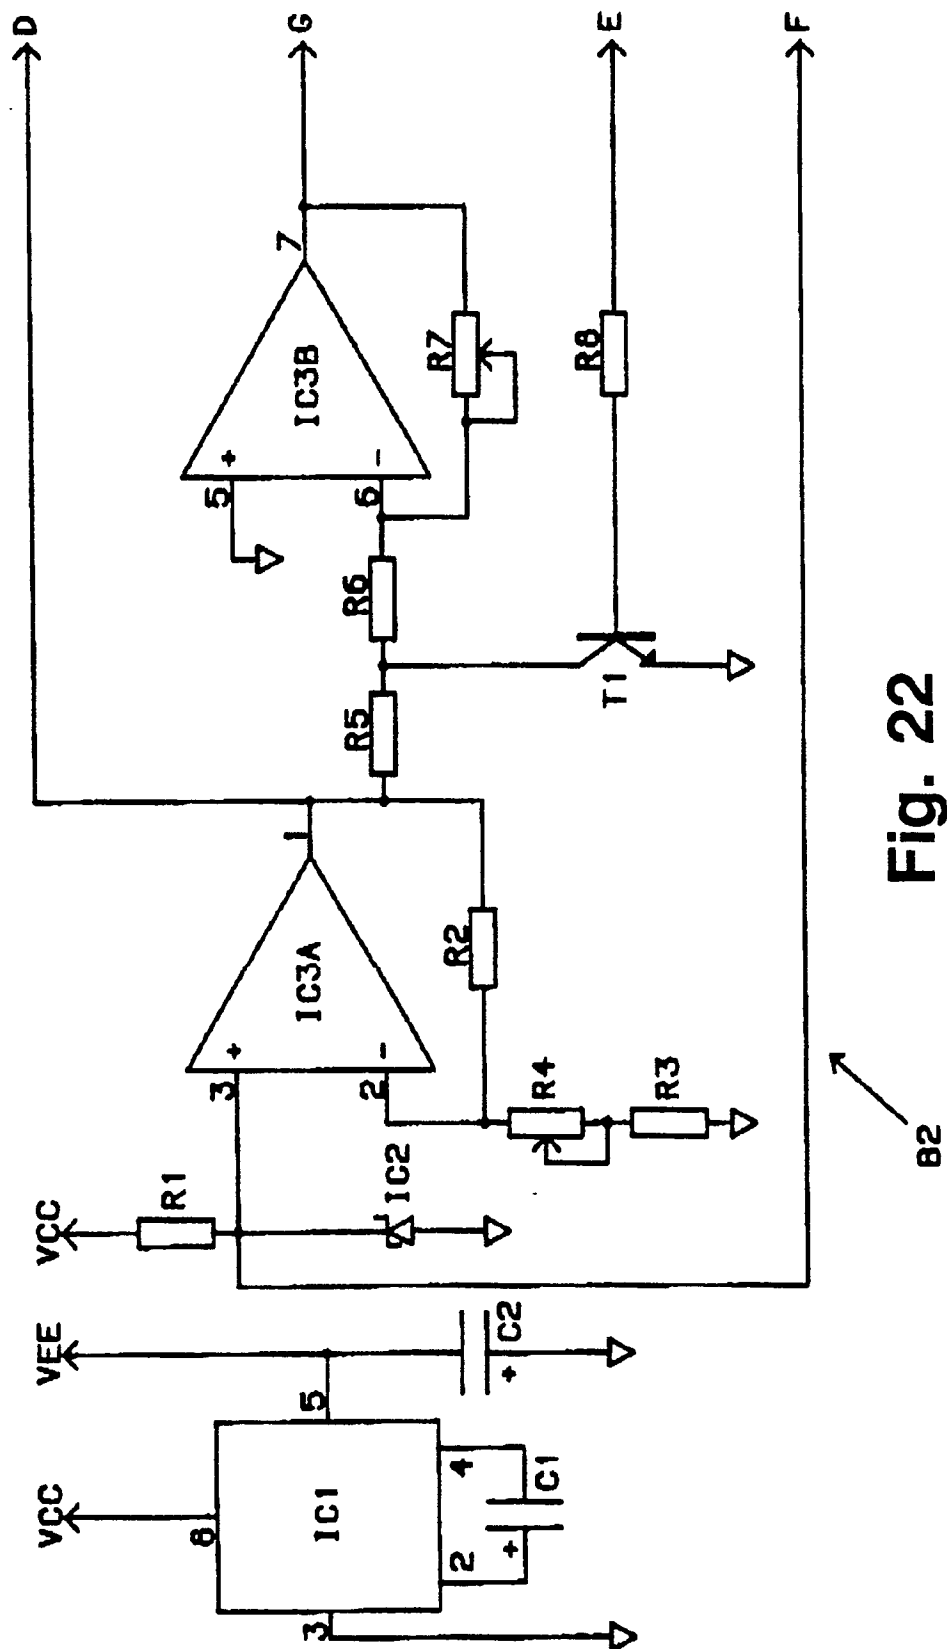 D
G
E
F
7
IC3B
+
-
5
6
R7
R8
R6
R5
T1
1
IC3A
+
-
3
2
R2
R4
R3
VCC
R1
IC2
B2
VEE
VCC
8
5
IC1
3
2
4
C2
+
C1
+
Fig. 22